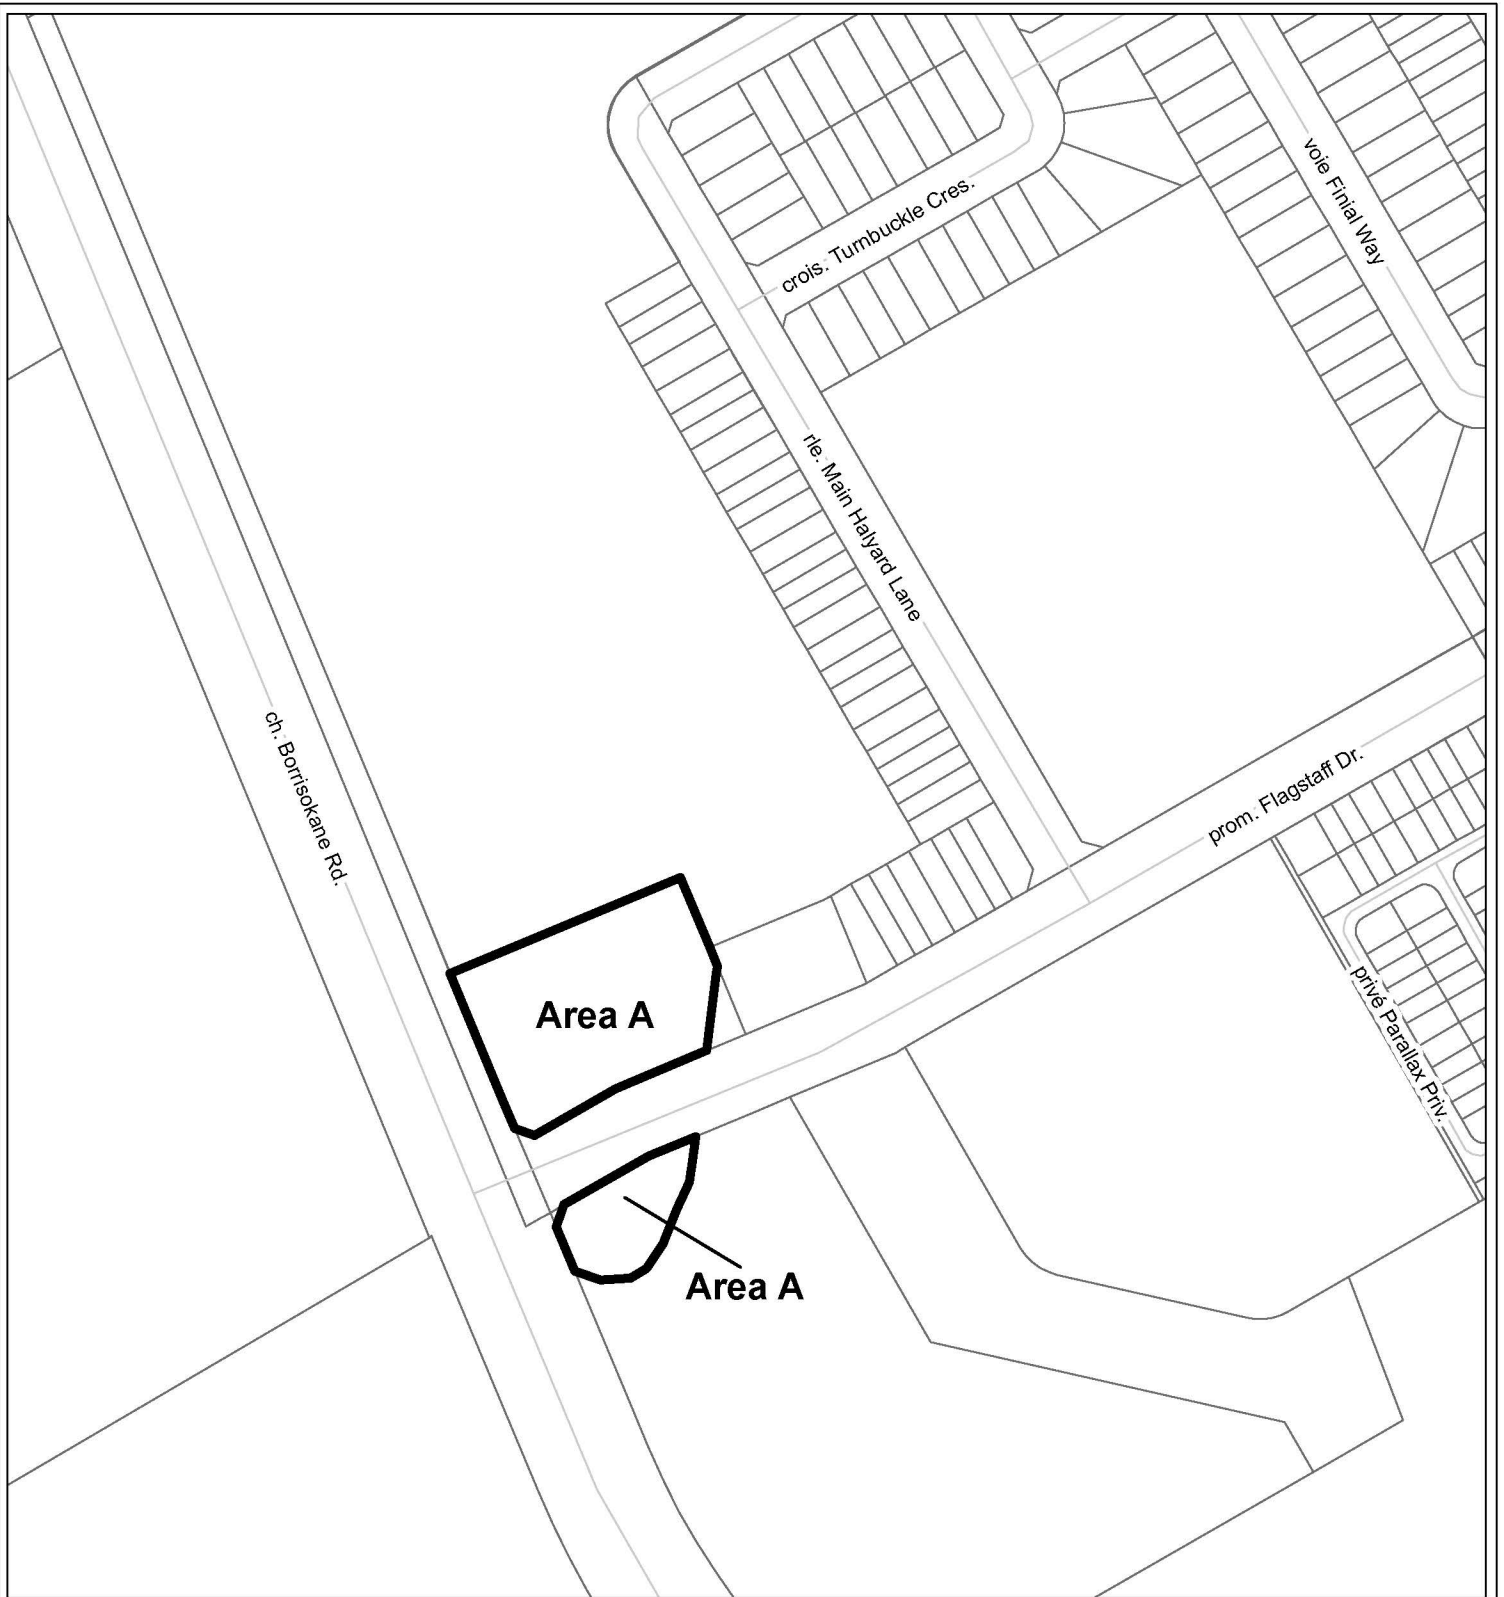 voie Finial Way
crois. Turnbuckle Cres.
rle. Main Halyard Lane
ch. Borrisokane Rd.
prom. Flagstaff Dr.
privé Parallax Priv.
Area A
Area A